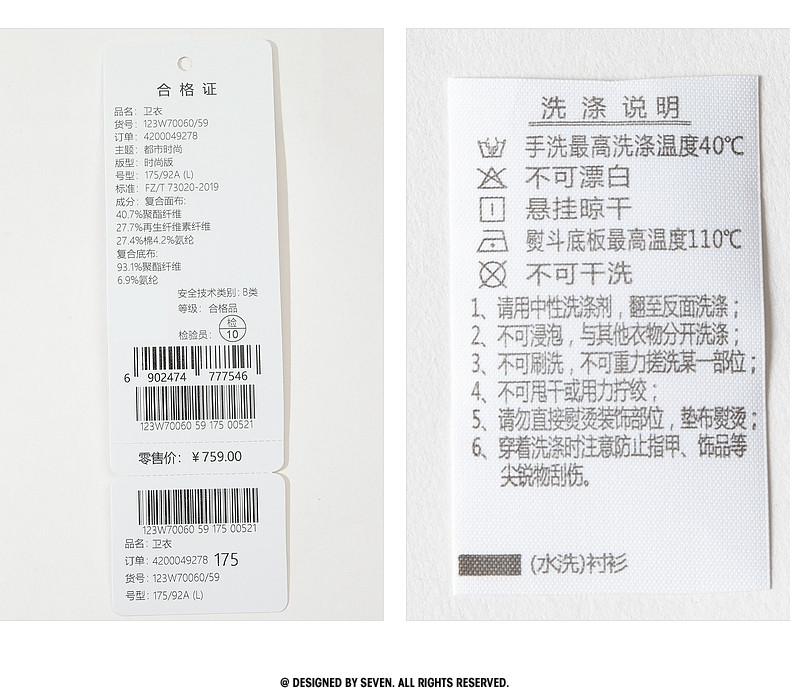 合格证
品名：卫衣
货号：123W70060/59
订单：4200049278
主题：都市时尚
版型：时尚版
号型：175/92A (L)
标准：FZ/T 73020-2019
成分：复合面布:
40.7%聚酯纤维
27.7%再生纤维素纤维
27.4%棉4.2%氨纶
复合底布:
93.1%聚酯纤维
6.9%氨纶
安全技术类别：B类
等级：合格品
检验员：检 10
6 902474 777546
123W70060 59 175 00521
零售价：￥759.00
123W70060 59 175 00521
品名：卫衣
订单：4200049278 175
货号：123W70060/59
号型：175/92A (L)
洗涤说明
手洗最高洗涤温度40℃
不可漂白
悬挂晾干
熨斗底板最高温度110℃
不可干洗
1、请用中性洗涤剂，翻至反面洗涤；
2、不可浸泡，与其他衣物分开洗涤；
3、不可刷洗，不可重力搓洗某一部位；
4、不可甩干或用力拧绞；
5、请勿直接熨烫装饰部位，垫布熨烫；
6、穿着洗涤时注意防止指甲、饰品等
尖锐物刮伤。
(水洗)衬衫
@ DESIGNED BY SEVEN. ALL RIGHTS RESERVED.